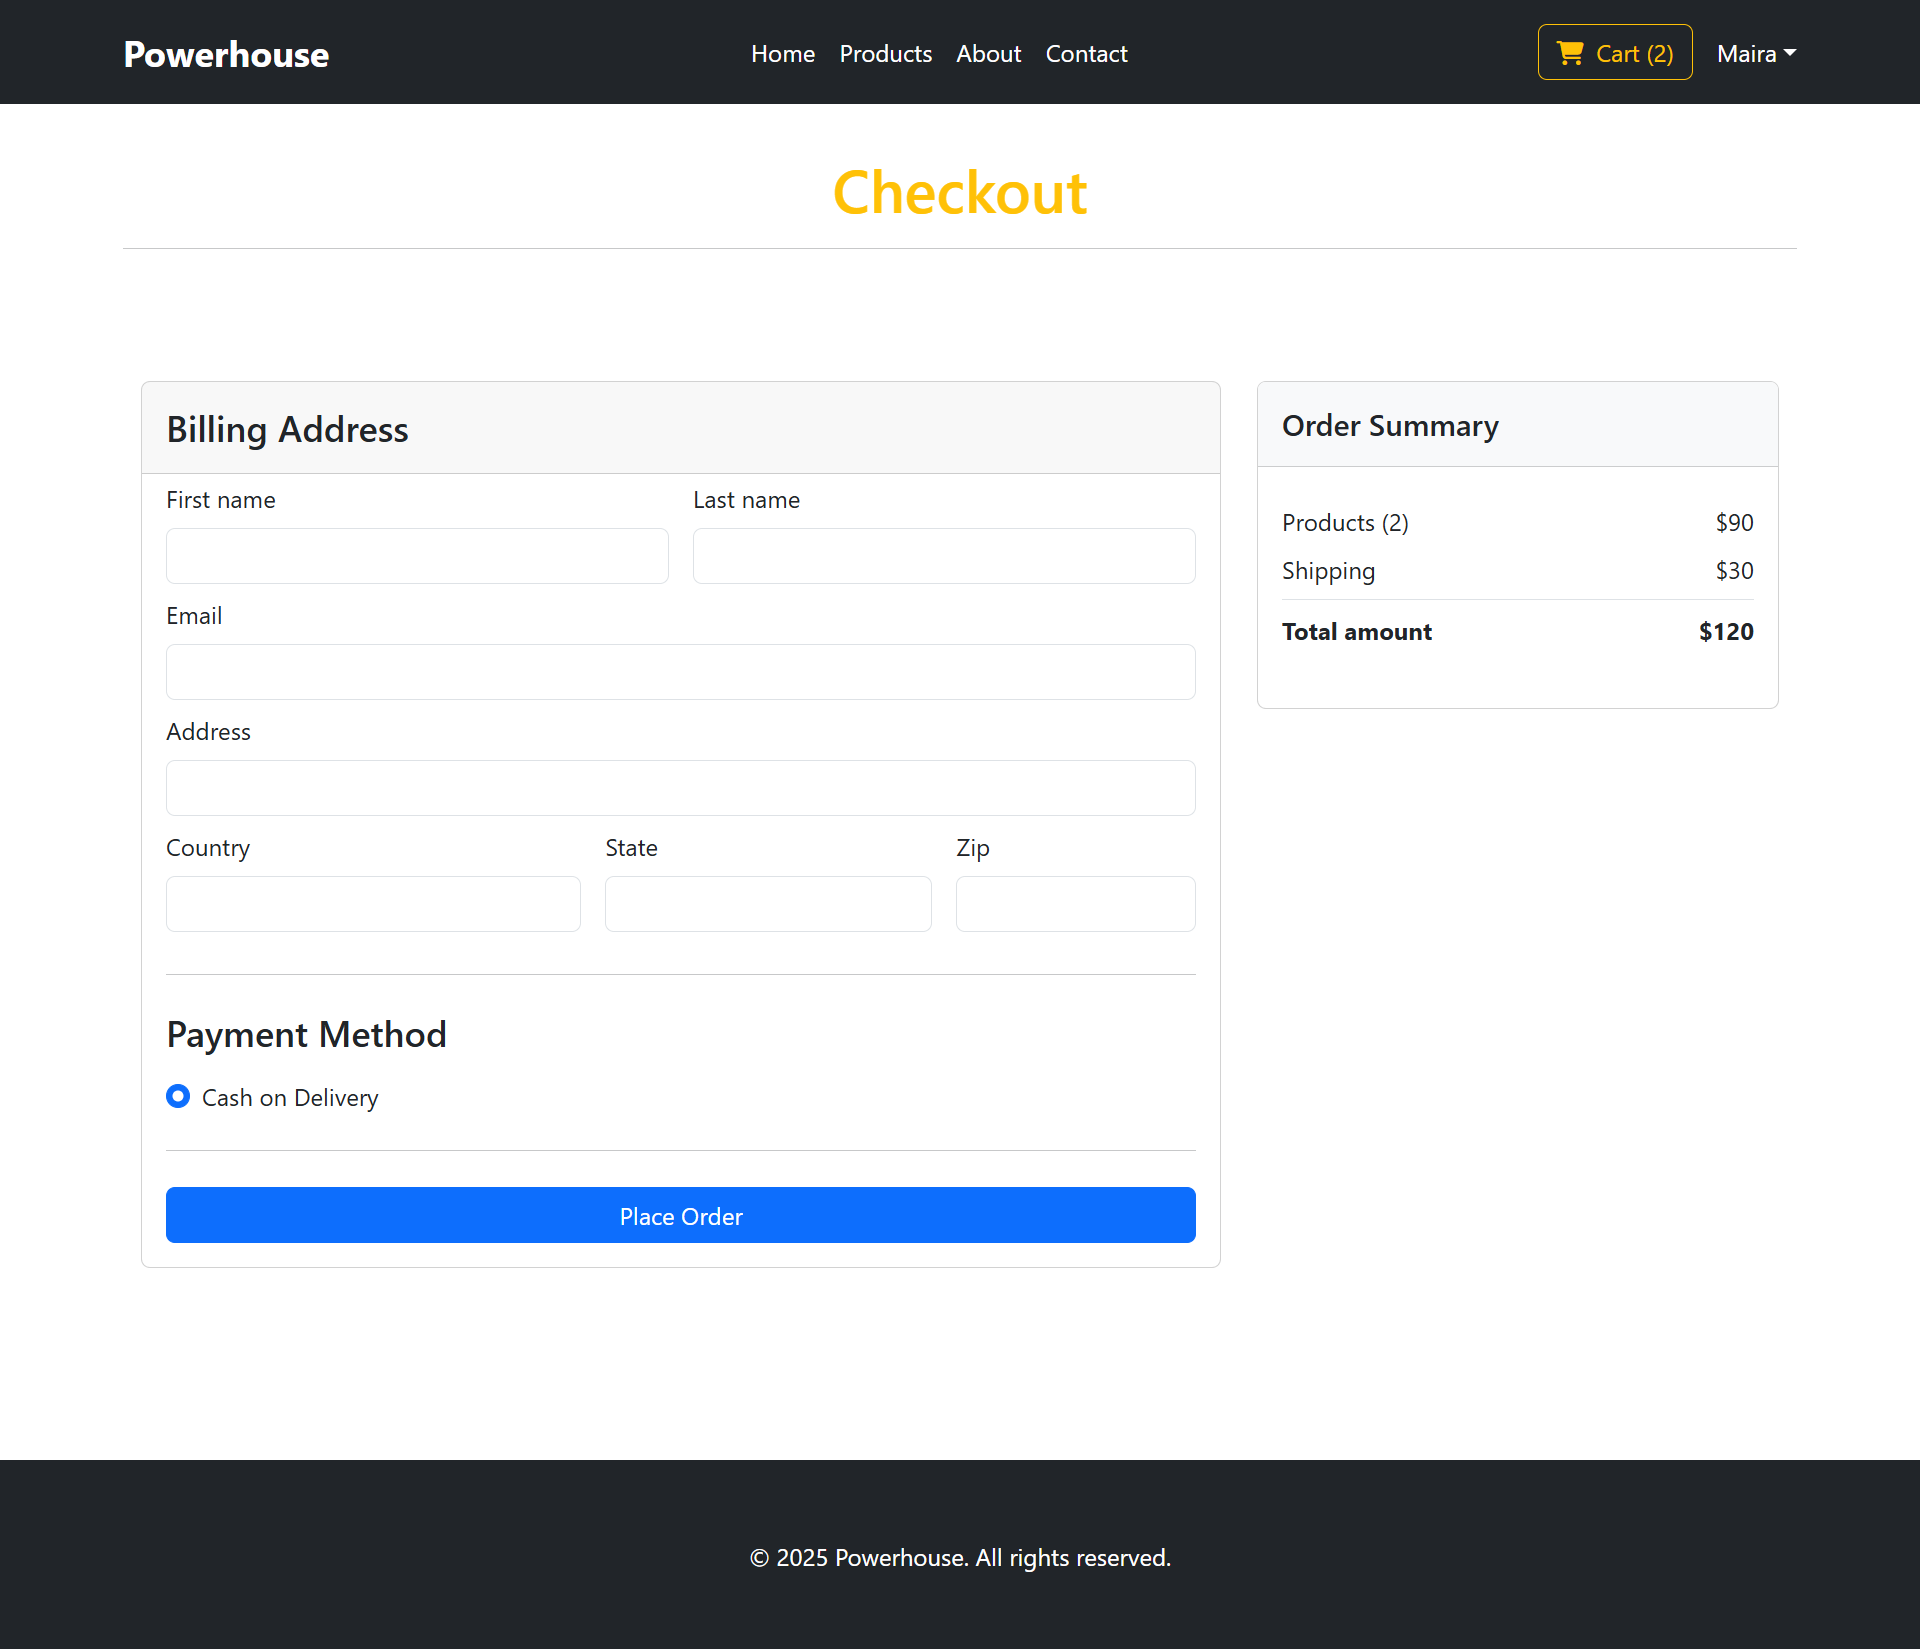 Powerhouse
Home Products About Contact
Cart (2)
Maira
Checkout
Billing Address
First name Last name
Email
Address
Country State Zip
Payment Method
Cash on Delivery
Place Order
Order Summary
Products (2) $90
Shipping $30
Total amount $120
© 2025 Powerhouse. All rights reserved.